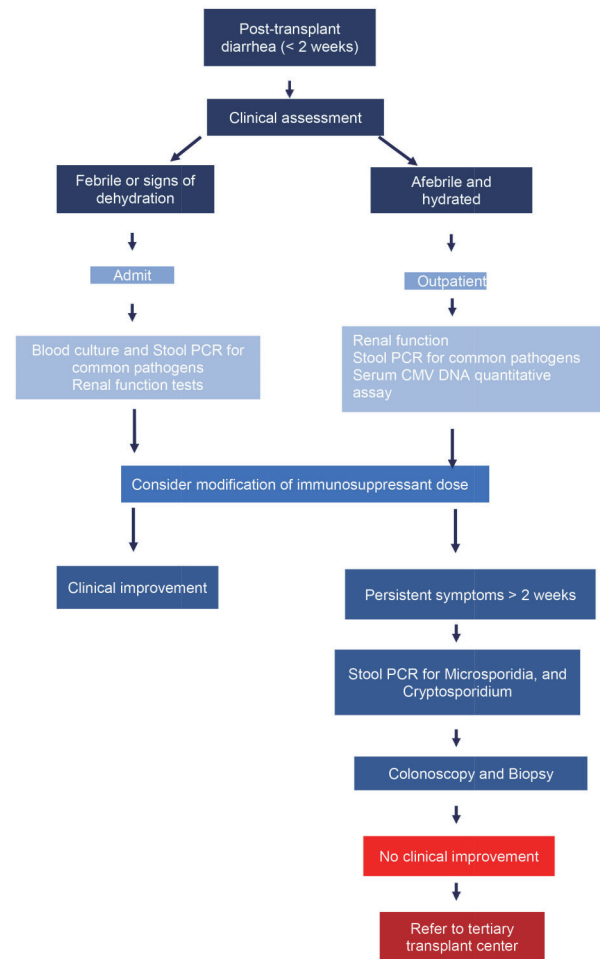 Post-transplant
diarrhea (< 2 weeks)
Clinical assessment
Febrile or signs of
dehydration
Afebrile and
hydrated
Admit
Outpatient
Blood culture and Stool PCR for
common pathogens
Renal function tests
Renal function
Stool PCR for common pathogens
Serum CMV DNA quantitative
assay
Consider modification of immunosuppressant dose
Clinical improvement
Persistent symptoms > 2 weeks
Stool PCR for Microsporidia, and
Cryptosporidium
Colonoscopy and Biopsy
No clinical improvement
Refer to tertiary
transplant center